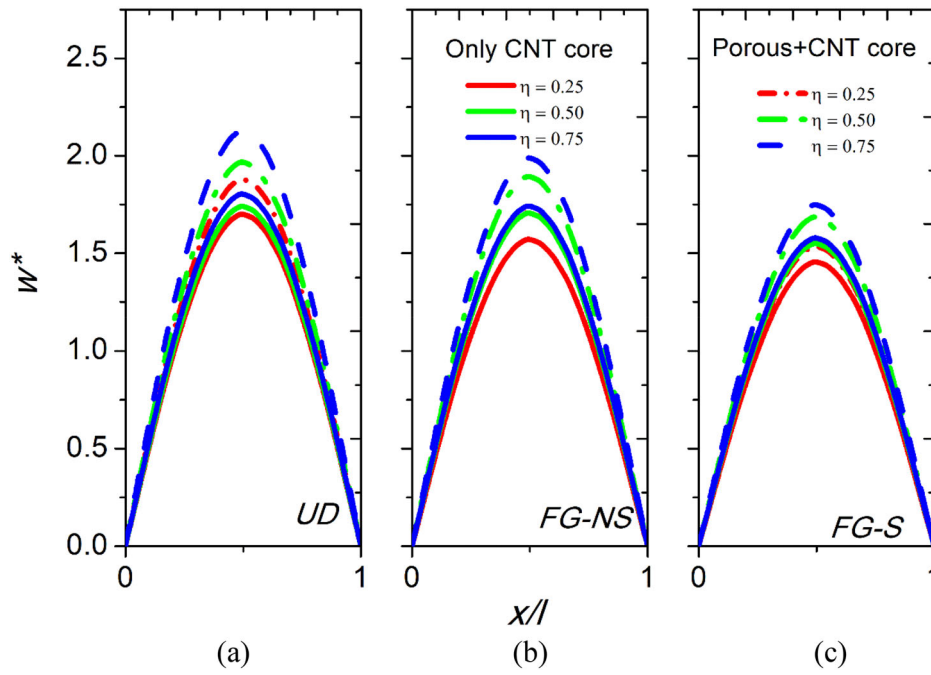 2.5
2.0
1.5
1.0
0.5
0.0
w*
UD
0
1
Only CNT core
η = 0.25
η = 0.50
η = 0.75
FG-NS
0
1
Porous+CNT core
η = 0.25
η = 0.50
η = 0.75
FG-S
0
1
x/l
(a)
(b)
(c)